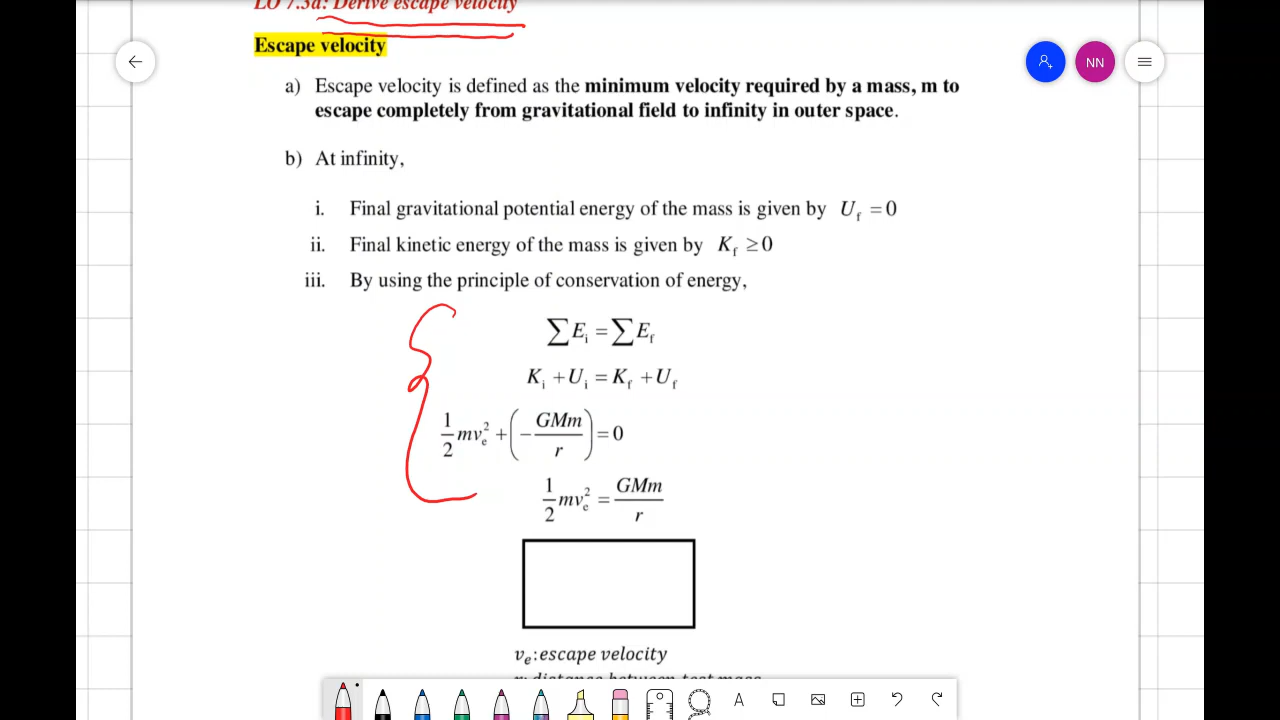 LO 7.3a: Derive escape velocity
Escape velocity
NN
a) Escape velocity is defined as the minimum velocity required by a mass, m to
escape completely from gravitational field to infinity in outer space.
b) At infinity,
i. Final gravitational potential energy of the mass is given by U_f = 0
ii. Final kinetic energy of the mass is given by K_f ≥ 0
iii. By using the principle of conservation of energy,
∑E_i = ∑E_f
K_i + U_i = K_f + U_f
1/2 mv_e^2 + (− GMm/r) = 0
1/2 mv_e^2 = GMm/r
v_e: escape velocity
r: distance between test mass
A